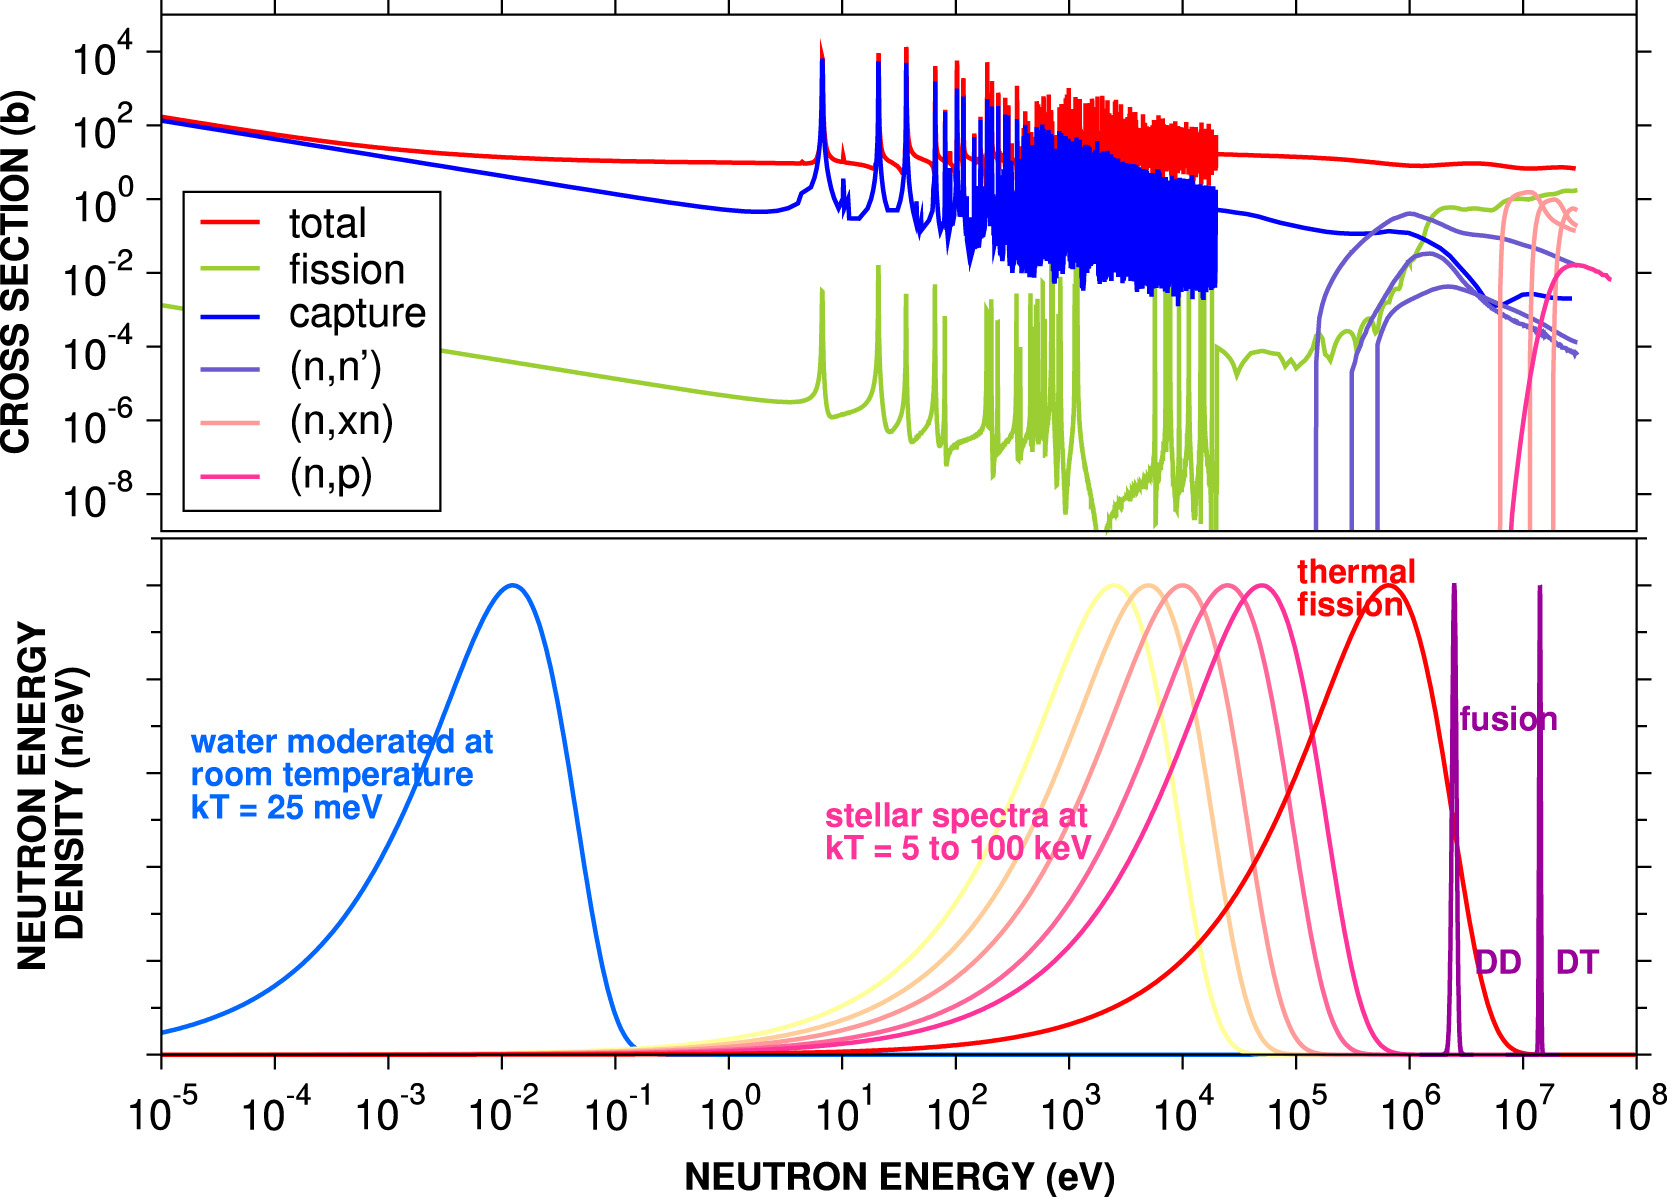 CROSS SECTION (b)
10^4
10^2
10^0
10^-2
10^-4
10^-6
10^-8
total
fission
capture
(n,n’)
(n,xn)
(n,p)
NEUTRON ENERGY
DENSITY (n/eV)
water moderated at
room temperature
kT = 25 meV
stellar spectra at
kT = 5 to 100 keV
thermal
fission
fusion
DD DT
10^-5 10^-4 10^-3 10^-2 10^-1 10^0 10^1 10^2 10^3 10^4 10^5 10^6 10^7 10^8
NEUTRON ENERGY (eV)